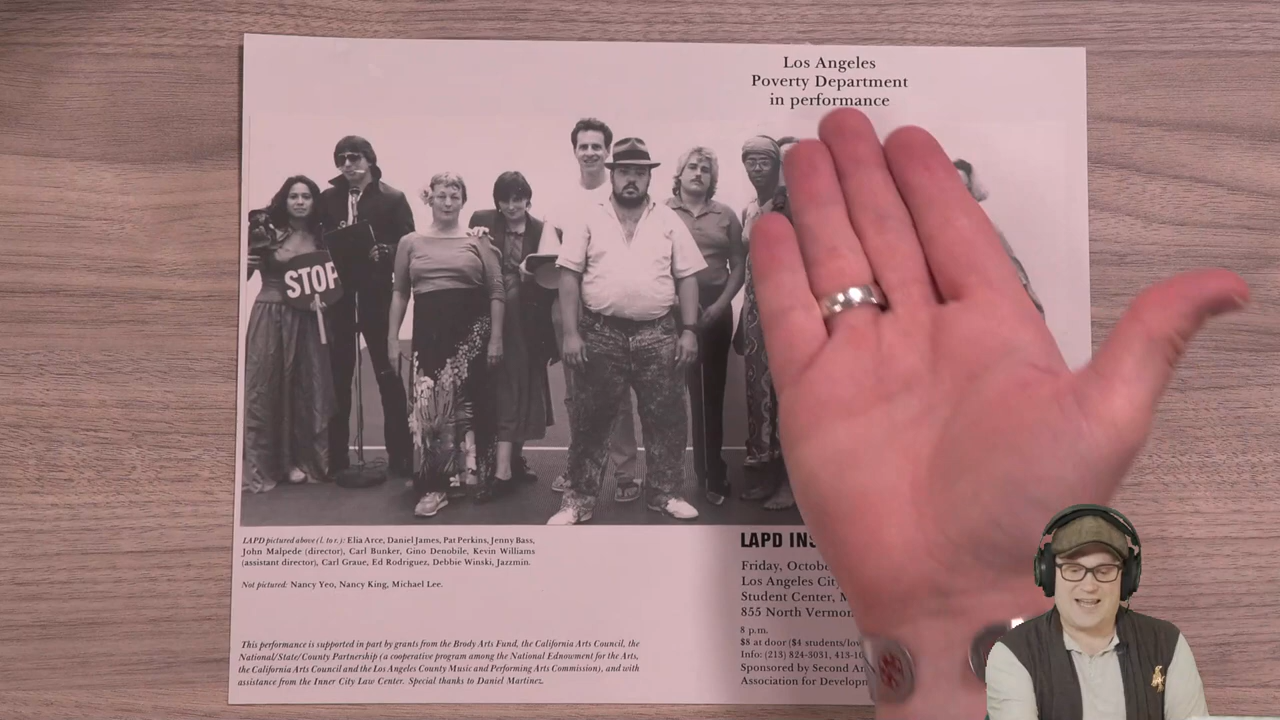 Los Angeles
Poverty Department
in performance
STOP
LAPD pictured above (l. to r.): Elia Arce, Daniel James, Pat Perkins, Jenny Bass,
John Malpede (director), Carl Bunker, Gino Denobile, Kevin Williams
(assistant director), Carl Graue, Ed Rodriguez, Debbie Winski, Jazzmin.
Not pictured: Nancy Yeo, Nancy King, Michael Lee.
This performance is supported in part by grants from the Brody Arts Fund, the California Arts Council, the
National/State/County Partnership (a cooperative program among the National Ednowment for the Arts,
the California Arts Council and the Los Angeles County Music and Performing Arts Commission), and with
assistance from the Inner City Law Center. Special thanks to Daniel Martinez.
LAPD INS
Friday, Octobe
Los Angeles City
Student Center, M
855 North Vermon
8 p.m.
$8 at door ($4 students/lo
Info: (213) 824-5031, 413-10
Sponsored by Second An
Association for Develop